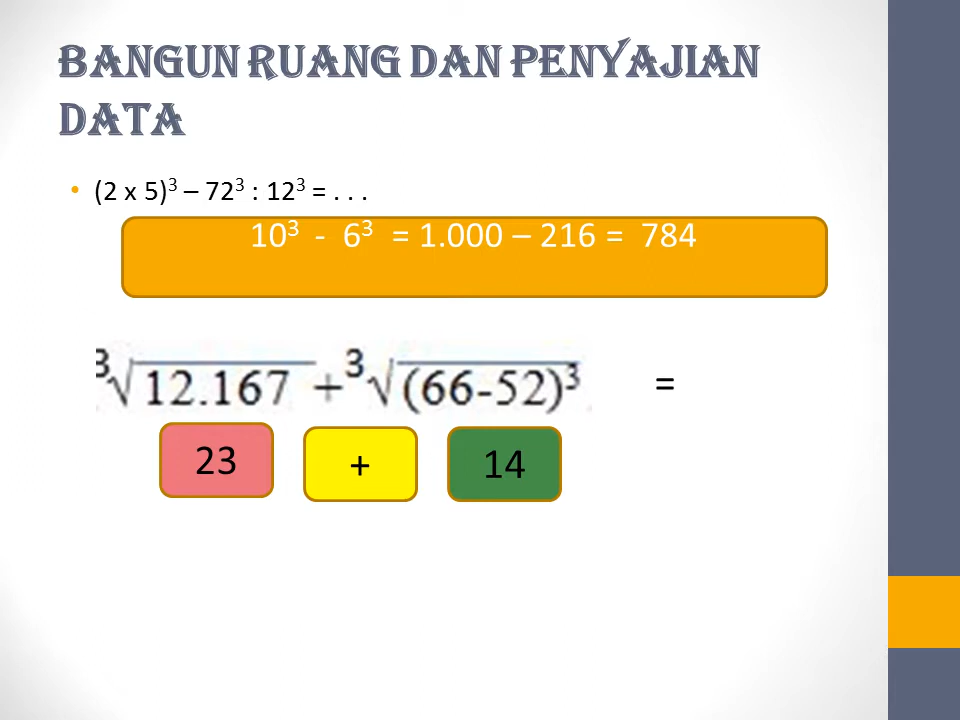 BANGUN RUANG DAN PENYAJIAN
DATA
• (2 x 5)³ – 72³ : 12³ = . . .
10³ - 6³ = 1.000 – 216 = 784
³√12.167 + ³√(66-52)³ =
23 + 14